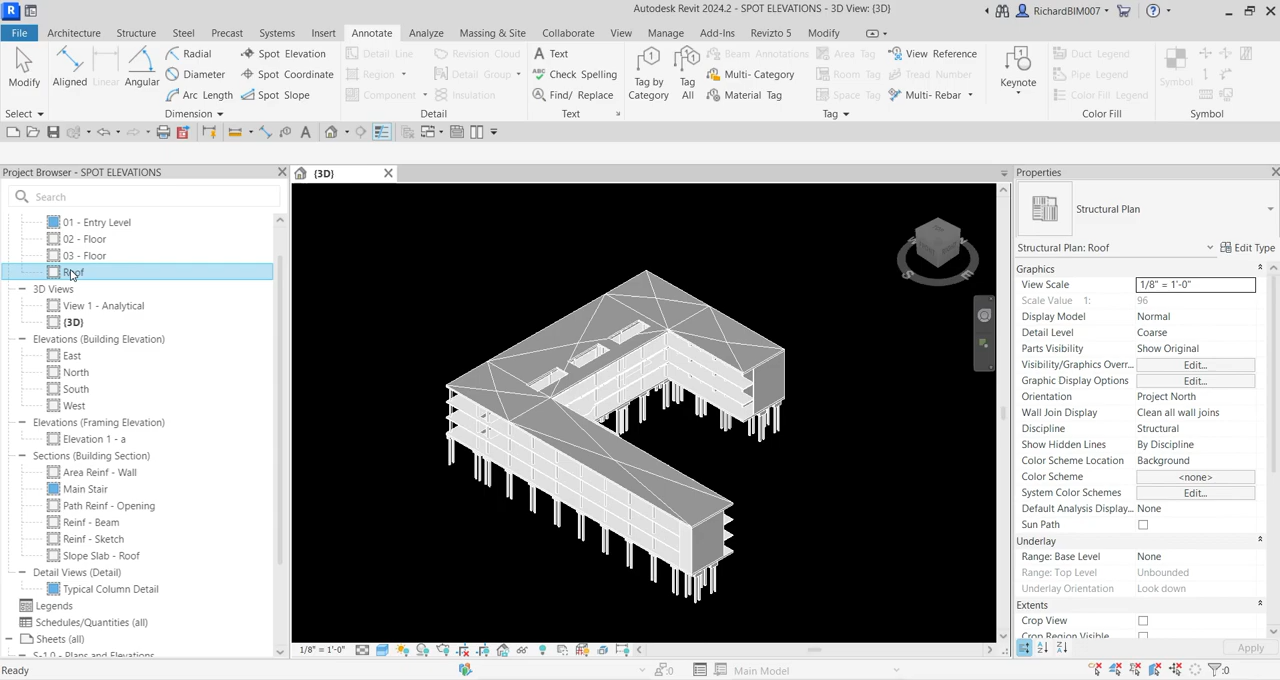 R
Autodesk Revit 2024.2 - SPOT ELEVATIONS - 3D View: {3D}
RichardBIM007
File
Architecture
Structure
Steel
Precast
Systems
Insert
Annotate
Analyze
Massing & Site
Collaborate
View
Manage
Add-Ins
Revizto 5
Modify
Modify
Aligned
Linear
Angular
Radial
Diameter
Arc Length
Spot Elevation
Spot Coordinate
Spot Slope
Detail Line
Region
Component
Revision Cloud
Detail Group
Insulation
Text
Check Spelling
Find/ Replace
Tag by
Category
Tag
All
Beam Annotations
Multi- Category
Material Tag
Area Tag
Room Tag
Space Tag
View Reference
Tread Number
Multi- Rebar
Keynote
Duct Legend
Pipe Legend
Color Fill Legend
Symbol
Select
Dimension
Detail
Text
Tag
Color Fill
Symbol
Project Browser - SPOT ELEVATIONS
Search
01 - Entry Level
02 - Floor
03 - Floor
Roof
3D Views
View 1 - Analytical
{3D}
Elevations (Building Elevation)
East
North
South
West
Elevations (Framing Elevation)
Elevation 1 - a
Sections (Building Section)
Area Reinf - Wall
Main Stair
Path Reinf - Opening
Reinf - Beam
Reinf - Sketch
Slope Slab - Roof
Detail Views (Detail)
Typical Column Detail
Legends
Schedules/Quantities (all)
Sheets (all)
S-1.0 - Plans and Elevations
{3D}
S
E
1/8" = 1'-0"
Properties
Structural Plan
Structural Plan: Roof
Edit Type
Graphics
View Scale 1/8" = 1'-0"
Scale Value 1: 96
Display Model Normal
Detail Level Coarse
Parts Visibility Show Original
Visibility/Graphics Overr... Edit...
Graphic Display Options Edit...
Orientation Project North
Wall Join Display Clean all wall joins
Discipline Structural
Show Hidden Lines By Discipline
Color Scheme Location Background
Color Scheme <none>
System Color Schemes Edit...
Default Analysis Display... None
Sun Path
Underlay
Range: Base Level None
Range: Top Level Unbounded
Underlay Orientation Look down
Extents
Crop View
Crop Region Visible
Apply
Ready
:0
Main Model
:0